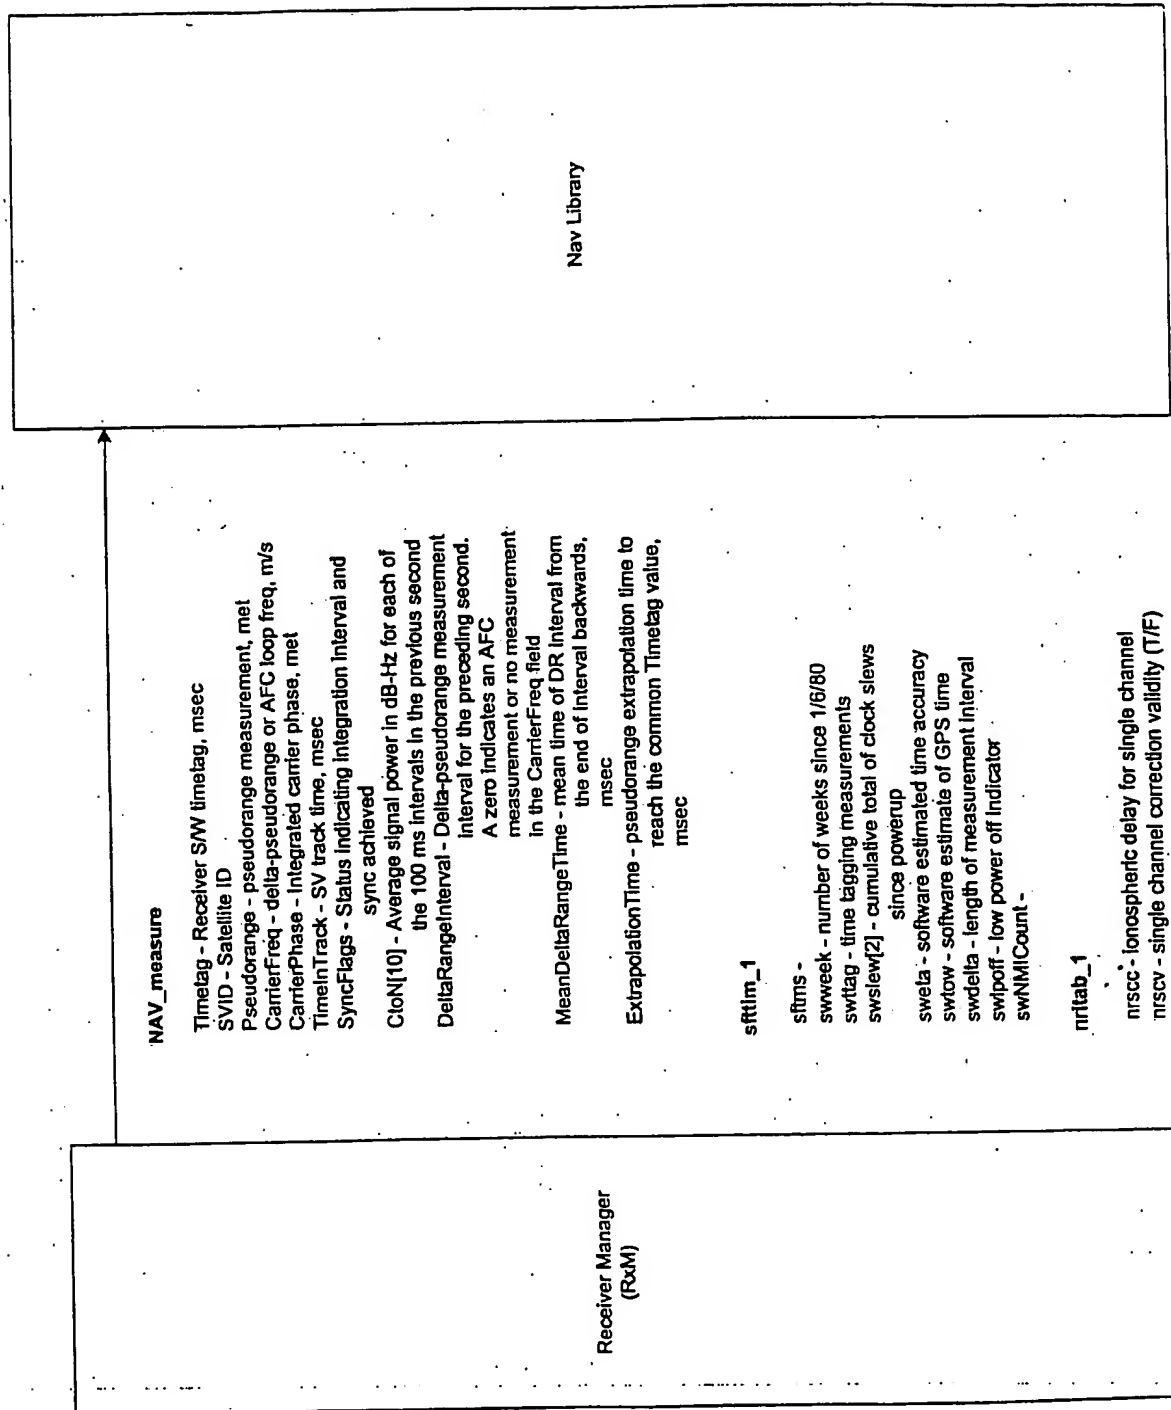 Receiver Manager
(RxM)
NAV_measure
Timetag - Receiver S/W timetag, msec
SVID - Satellite ID
Pseudorange - pseudorange measurement, met
CarrierFreq - delta-pseudorange or AFC loop freq, m/s
CarrierPhase - Integrated carrier phase, met
TimeInTrack - SV track time, msec
SyncFlags - Status Indicating Integration Interval and
sync achieved
CtoN[10] - Average signal power in dB-Hz for each of
the 100 ms intervals in the previous second
DeltaRangeInterval - Delta-pseudorange measurement
interval for the preceding second.
A zero indicates an AFC
measurement or no measurement
in the CarrierFreq field
MeanDeltaRangeTime - mean time of DR Interval from
the end of interval backwards,
msec
ExtrapolationTime - pseudorange extrapolation time to
reach the common Timetag value,
msec
sfttim_1
sftms -
swweek - number of weeks since 1/6/80
swttag - time tagging measurements
swslew[2] - cumulative total of clock slews
since powerup
sweta - software estimated time accuracy
swtow - software estimate of GPS time
swdelta - length of measurement interval
swlpoff - low power off indicator
swNMICount -
nritab_1
nrscc - ionospheric delay for single channel
nrscv - single channel correction validity (T/F)
Nav Library